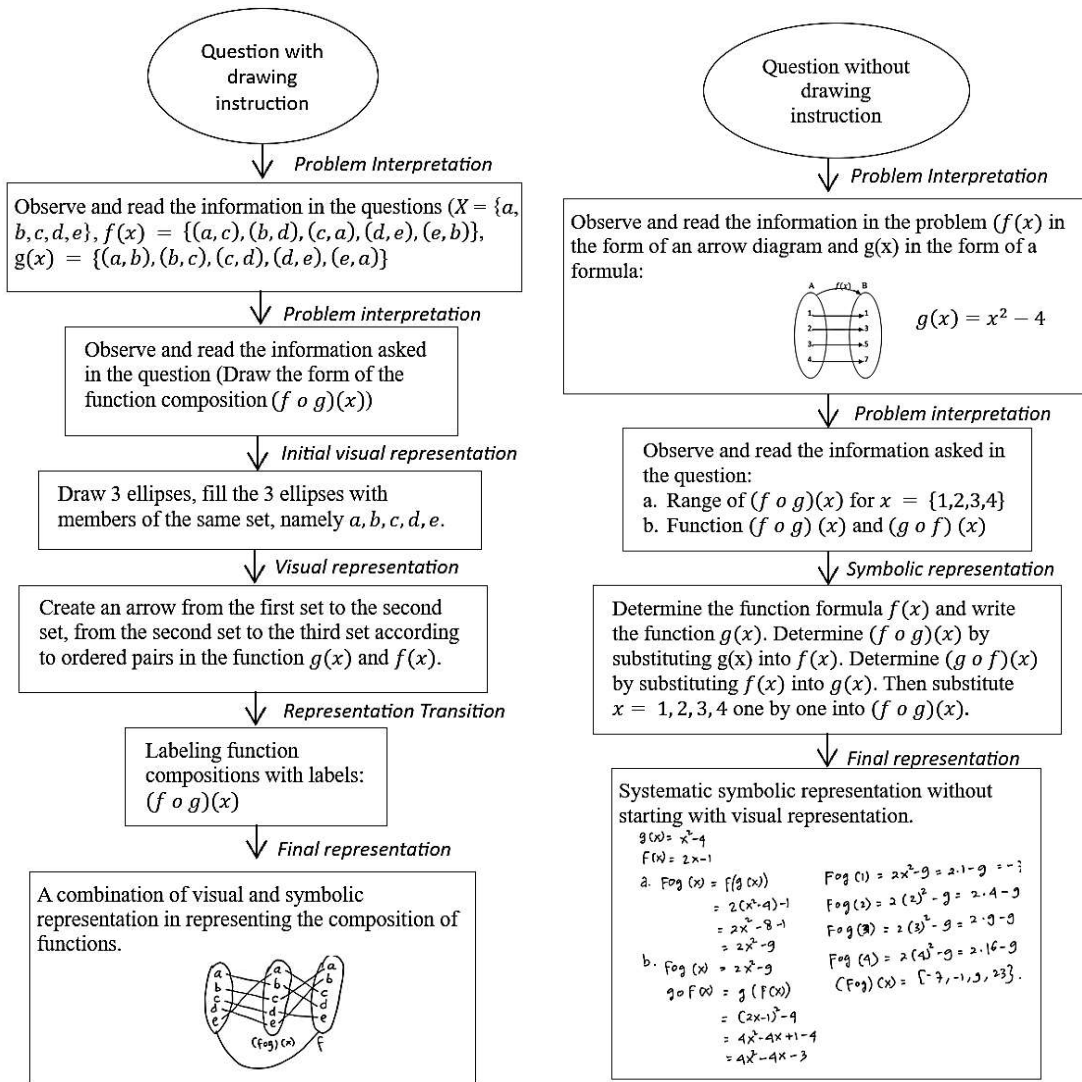 Question with
drawing
instruction
Problem Interpretation
Observe and read the information in the questions (X = {a,
b, c, d, e}, f(x) = {(a, c), (b, d), (c, a), (d, e), (e, b)},
g(x) = {(a, b), (b, c), (c, d), (d, e), (e, a)}
Problem interpretation
Observe and read the information asked
in the question (Draw the form of the
function composition (f o g)(x))
Initial visual representation
Draw 3 ellipses, fill the 3 ellipses with
members of the same set, namely a, b, c, d, e.
Visual representation
Create an arrow from the first set to the second
set, from the second set to the third set according
to ordered pairs in the function g(x) and f(x).
Representation Transition
Labeling function
compositions with labels:
(f o g)(x)
Final representation
A combination of visual and symbolic
representation in representing the composition of
functions.
a a a
b b b
c c c
d d d
e e e
(fog)(x) f
Question without
drawing
instruction
Problem Interpretation
Observe and read the information in the problem (f(x) in
the form of an arrow diagram and g(x) in the form of a
formula:
A f(x) B
1 1
2 3
3 5
4 7
g(x) = x² − 4
Problem interpretation
Observe and read the information asked in
the question:
a. Range of (f o g)(x) for x = {1,2,3,4}
b. Function (f o g) (x) and (g o f) (x)
Symbolic representation
Determine the function formula f(x) and write
the function g(x). Determine (f o g)(x) by
substituting g(x) into f(x). Determine (g o f)(x)
by substituting f(x) into g(x). Then substitute
x = 1, 2, 3, 4 one by one into (f o g)(x).
Final representation
Systematic symbolic representation without
starting with visual representation.
g(x) = x²-4
F(x) = 2x-1
a. Fog (x) = F(g(x))
= 2(x²-4)-1
= 2x²-8-1
= 2x²-9
b. Fog (x) = 2x²-9
goF(x) = g (F(x))
= (2x-1)²-4
= 4x²-4x+1-4
= 4x²-4x-3
Fog (1) = 2x²-9 = 2.1-9 = -7
Fog (2) = 2(2)²-9 = 2.4-9
Fog (3) = 2(3)²-9 = 2.9-9
Fog (4) = 2(4)²-9 = 2.16-9
(Fog)(x) = {-7,-1,9,23}.